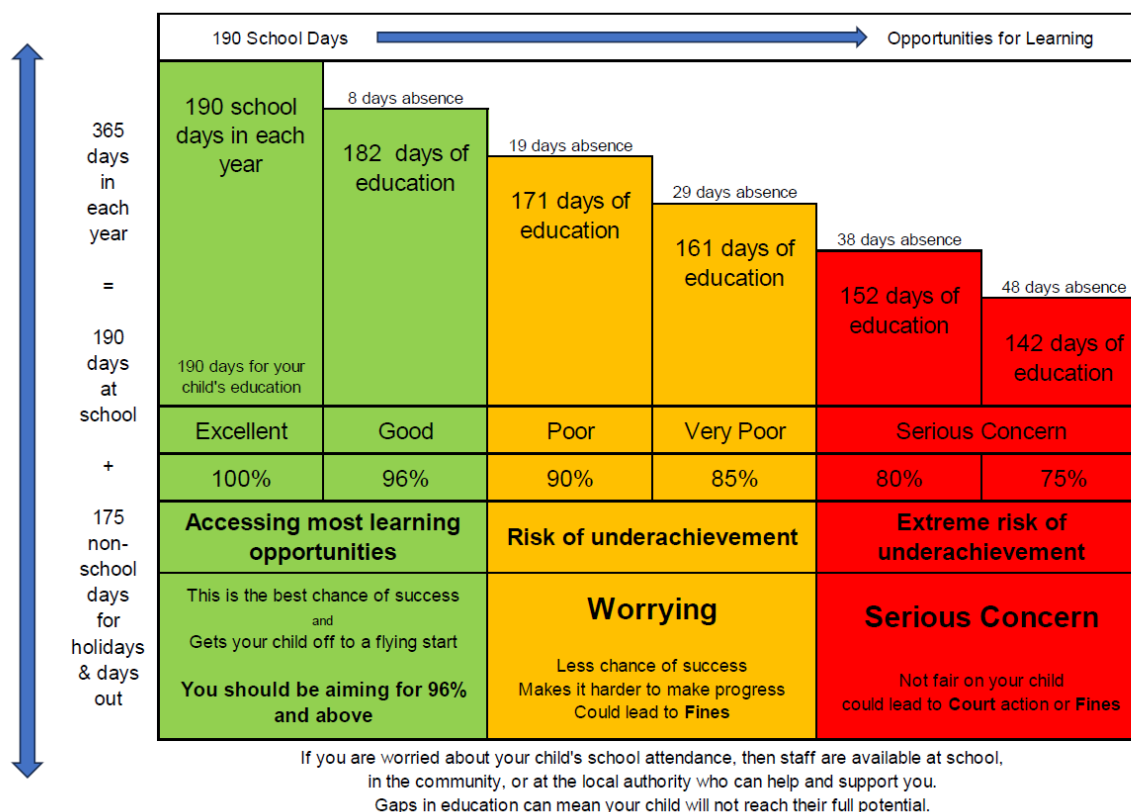 190 School Days
Opportunities for Learning
365
days
in
each
year
=
190
days
at
school
+
175
non-
school
days
for
holidays
& days
out
190 school
days in each
year
190 days for your
child's education
8 days absence
182 days of
education
19 days absence
171 days of
education
29 days absence
161 days of
education
38 days absence
152 days of
education
48 days absence
142 days of
education
Excellent
Good
Poor
Very Poor
Serious Concern
100%
96%
90%
85%
80%
75%
Accessing most learning
opportunities
Risk of underachievement
Extreme risk of
underachievement
This is the best chance of success
and
Gets your child off to a flying start
You should be aiming for 96%
and above
Worrying
Less chance of success
Makes it harder to make progress
Could lead to Fines
Serious Concern
Not fair on your child
could lead to Court action or Fines
If you are worried about your child's school attendance, then staff are available at school,
in the community, or at the local authority who can help and support you.
Gaps in education can mean your child will not reach their full potential.